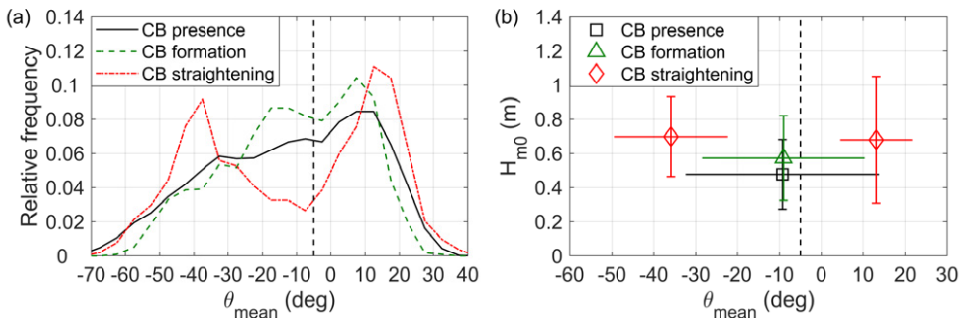 (a)
0.14
0.12
0.1
0.08
0.06
0.04
0.02
0
Relative frequency
CB presence
CB formation
CB straightening
-70 -60 -50 -40 -30 -20 -10 0 10 20 30 40
θmean (deg)
(b)
1.4
1.2
1
0.8
0.6
0.4
0.2
0
Hm0 (m)
CB presence
CB formation
CB straightening
-60 -50 -40 -30 -20 -10 0 10 20 30
θmean (deg)